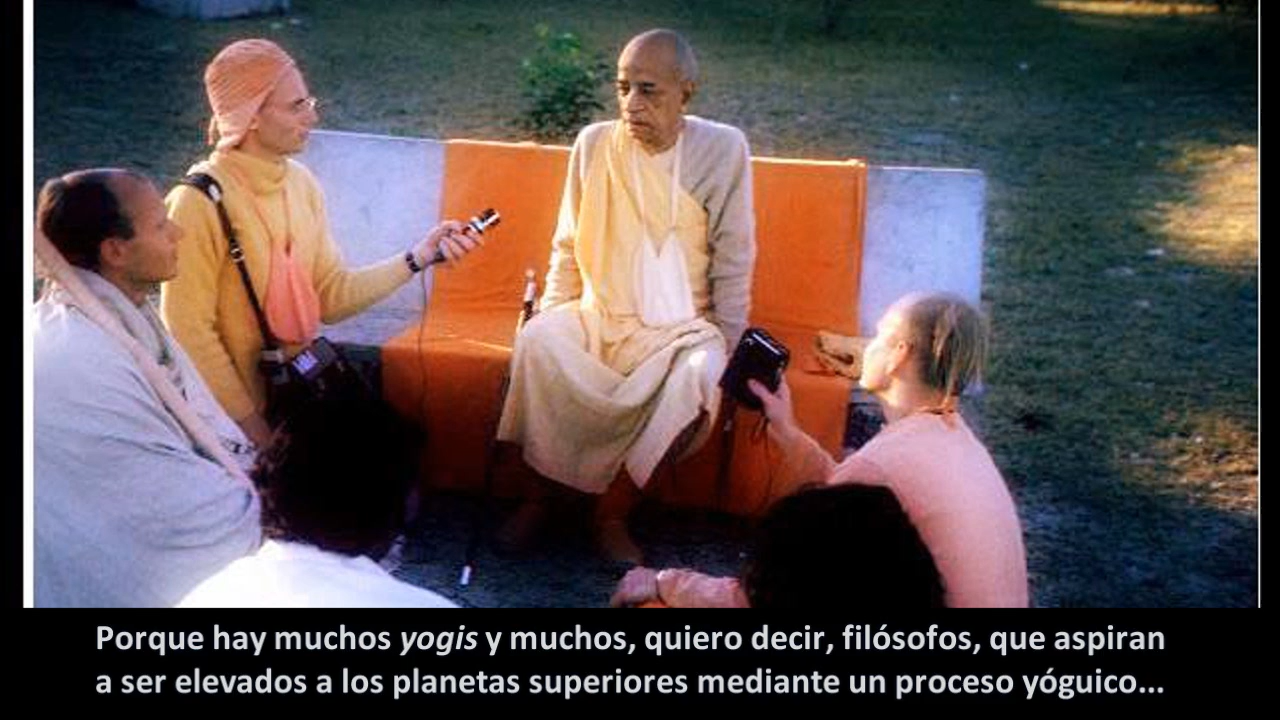 Porque hay muchos yogis y muchos, quiero decir, filósofos, que aspiran
a ser elevados a los planetas superiores mediante un proceso yóguico...